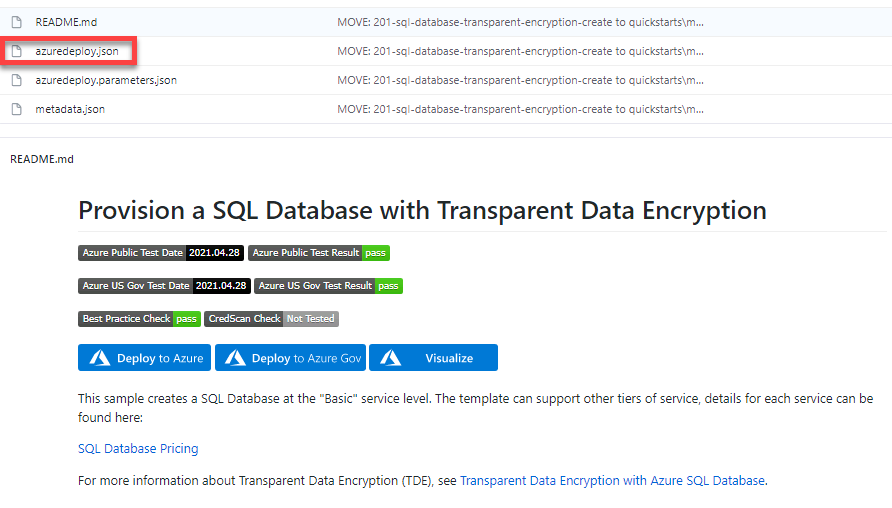 README.md MOVE: 201-sql-database-transparent-encryption-create to quickstarts\m...
azuredeploy.json MOVE: 201-sql-database-transparent-encryption-create to quickstarts\m...
azuredeploy.parameters.json MOVE: 201-sql-database-transparent-encryption-create to quickstarts\m...
metadata.json MOVE: 201-sql-database-transparent-encryption-create to quickstarts\m...
README.md
Provision a SQL Database with Transparent Data Encryption
Azure Public Test Date 2021.04.28 Azure Public Test Result pass
Azure US Gov Test Date 2021.04.28 Azure US Gov Test Result pass
Best Practice Check pass CredScan Check Not Tested
Deploy to Azure Deploy to Azure Gov Visualize
This sample creates a SQL Database at the "Basic" service level. The template can support other tiers of service, details for each service can be
found here:
SQL Database Pricing
For more information about Transparent Data Encryption (TDE), see Transparent Data Encryption with Azure SQL Database.